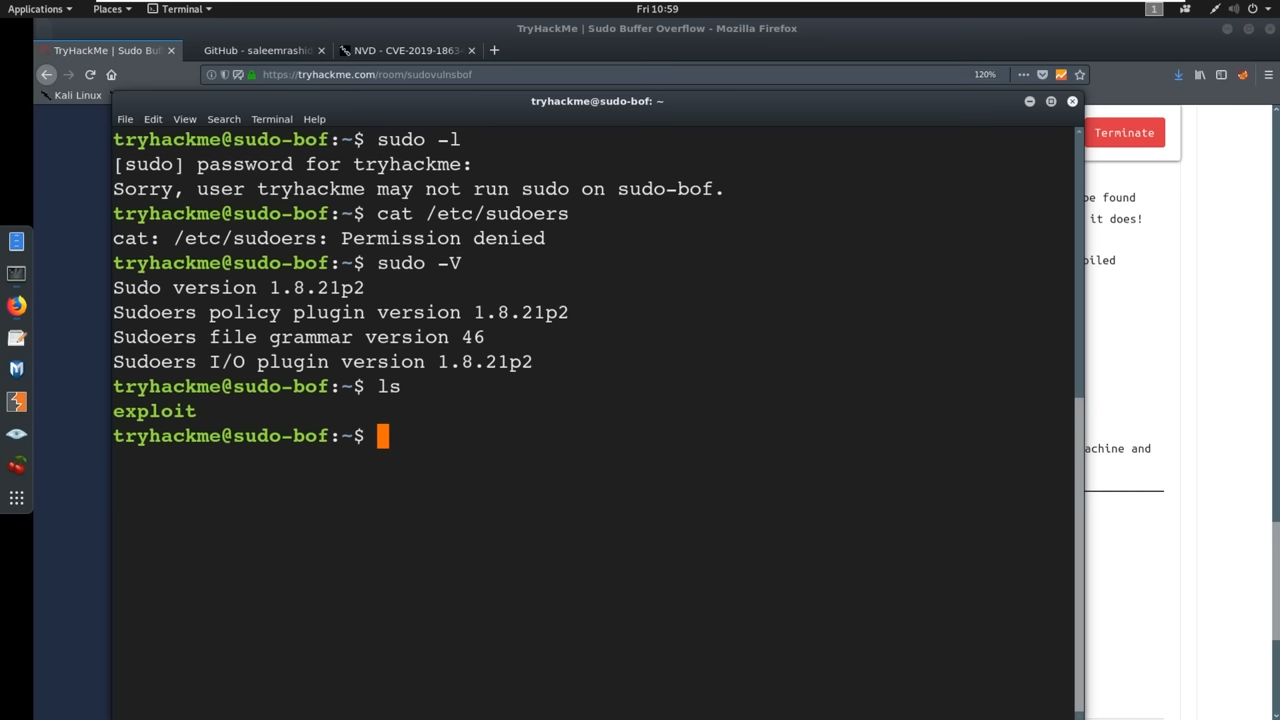 Applications Places Terminal Fri 10:59 1
TryHackMe | Sudo Buffer Overflow - Mozilla Firefox
TryHackMe | Sudo Buf GitHub - saleemrashid NVD - CVE-2019-1863
https://tryhackme.com/room/sudovulnsbof 120%
Kali Linux
tryhackme@sudo-bof: ~
File Edit View Search Terminal Help
tryhackme@sudo-bof:~$ sudo -l
[sudo] password for tryhackme:
Sorry, user tryhackme may not run sudo on sudo-bof.
tryhackme@sudo-bof:~$ cat /etc/sudoers
cat: /etc/sudoers: Permission denied
tryhackme@sudo-bof:~$ sudo -V
Sudo version 1.8.21p2
Sudoers policy plugin version 1.8.21p2
Sudoers file grammar version 46
Sudoers I/O plugin version 1.8.21p2
tryhackme@sudo-bof:~$ ls
exploit
tryhackme@sudo-bof:~$
Terminate
be found
it does!
piled
achine and